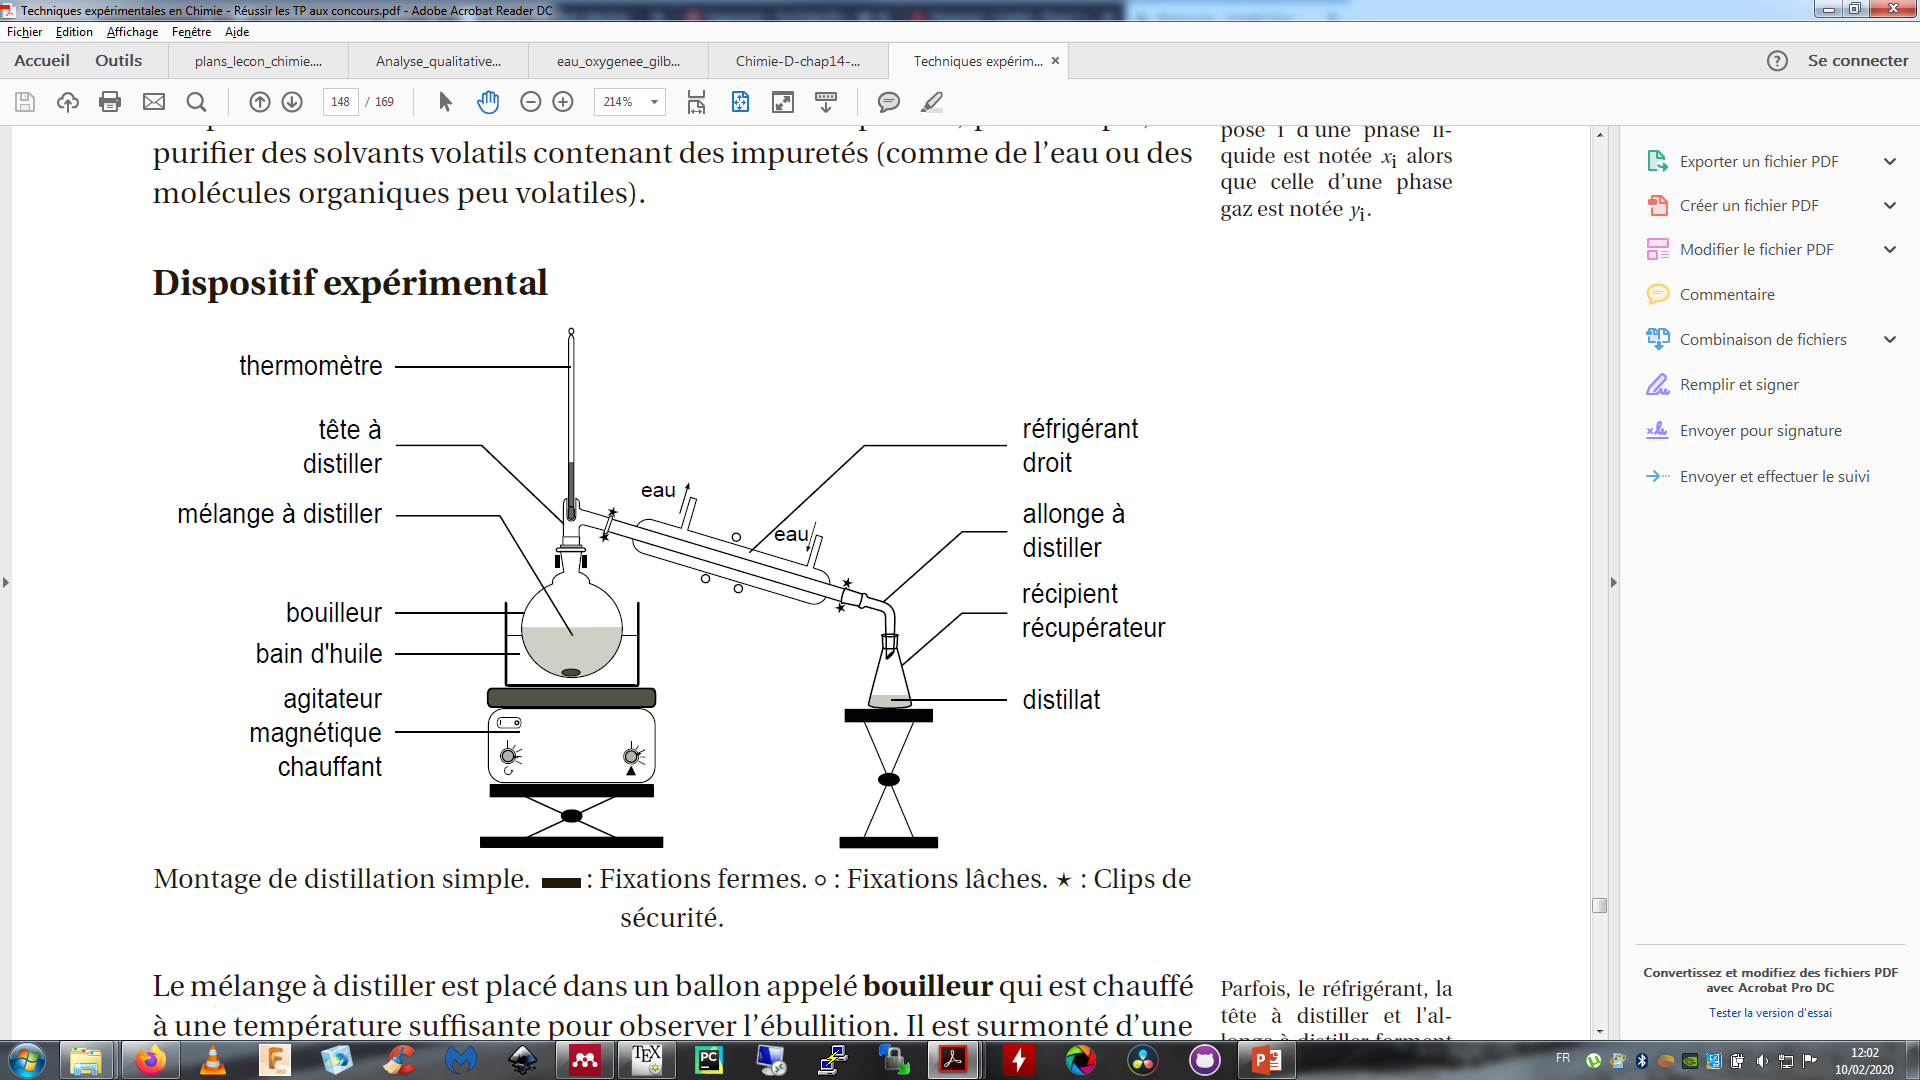 Techniques expérimentales en Chimie - Réussir les TP aux concours.pdf - Adobe Acrobat Reader DC
Fichier Edition Affichage Fenêtre Aide
Accueil Outils plans_lecon_chimie.... Analyse_qualitative... eau_oxygenee_gilb... Chimie-D-chap14-... Techniques expérim... × ? Se connecter
148 / 169 214%
purifier des solvants volatils contenant des impuretés (comme de l'eau ou des
molécules organiques peu volatiles).
pose i d'une phase li-
quide est notée xi alors
que celle d'une phase
gaz est notée yi.
Dispositif expérimental
thermomètre
tête à
distiller
mélange à distiller
bouilleur
bain d'huile
agitateur
magnétique
chauffant
eau
eau
réfrigérant
droit
allonge à
distiller
récipient
récupérateur
distillat
Montage de distillation simple. : Fixations fermes. : Fixations lâches. ★ : Clips de
sécurité.
Le mélange à distiller est placé dans un ballon appelé bouilleur qui est chauffé
à une température suffisante pour observer l'ébullition. Il est surmonté d'une
Parfois, le réfrigérant, la
tête à distiller et l'al-
longe à distiller forment
Exporter un fichier PDF
Créer un fichier PDF
Modifier le fichier PDF
Commentaire
Combinaison de fichiers
Remplir et signer
Envoyer pour signature
Envoyer et effectuer le suivi
Convertissez et modifiez des fichiers PDF
avec Acrobat Pro DC
Tester la version d'essai
FR
12:02
10/02/2020